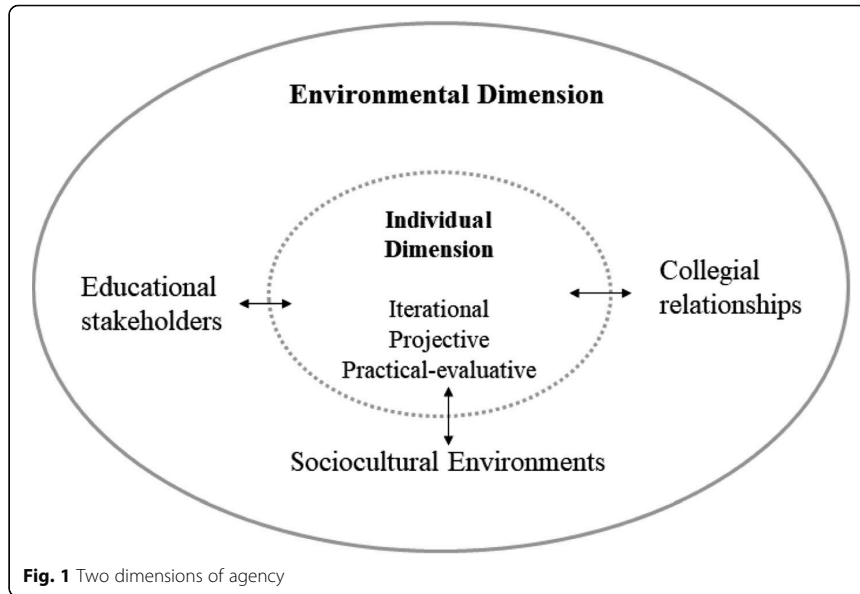 Environmental Dimension
Individual
Dimension
Educational
stakeholders
Iterational
Projective
Practical-evaluative
Collegial
relationships
Sociocultural Environments
Fig. 1 Two dimensions of agency